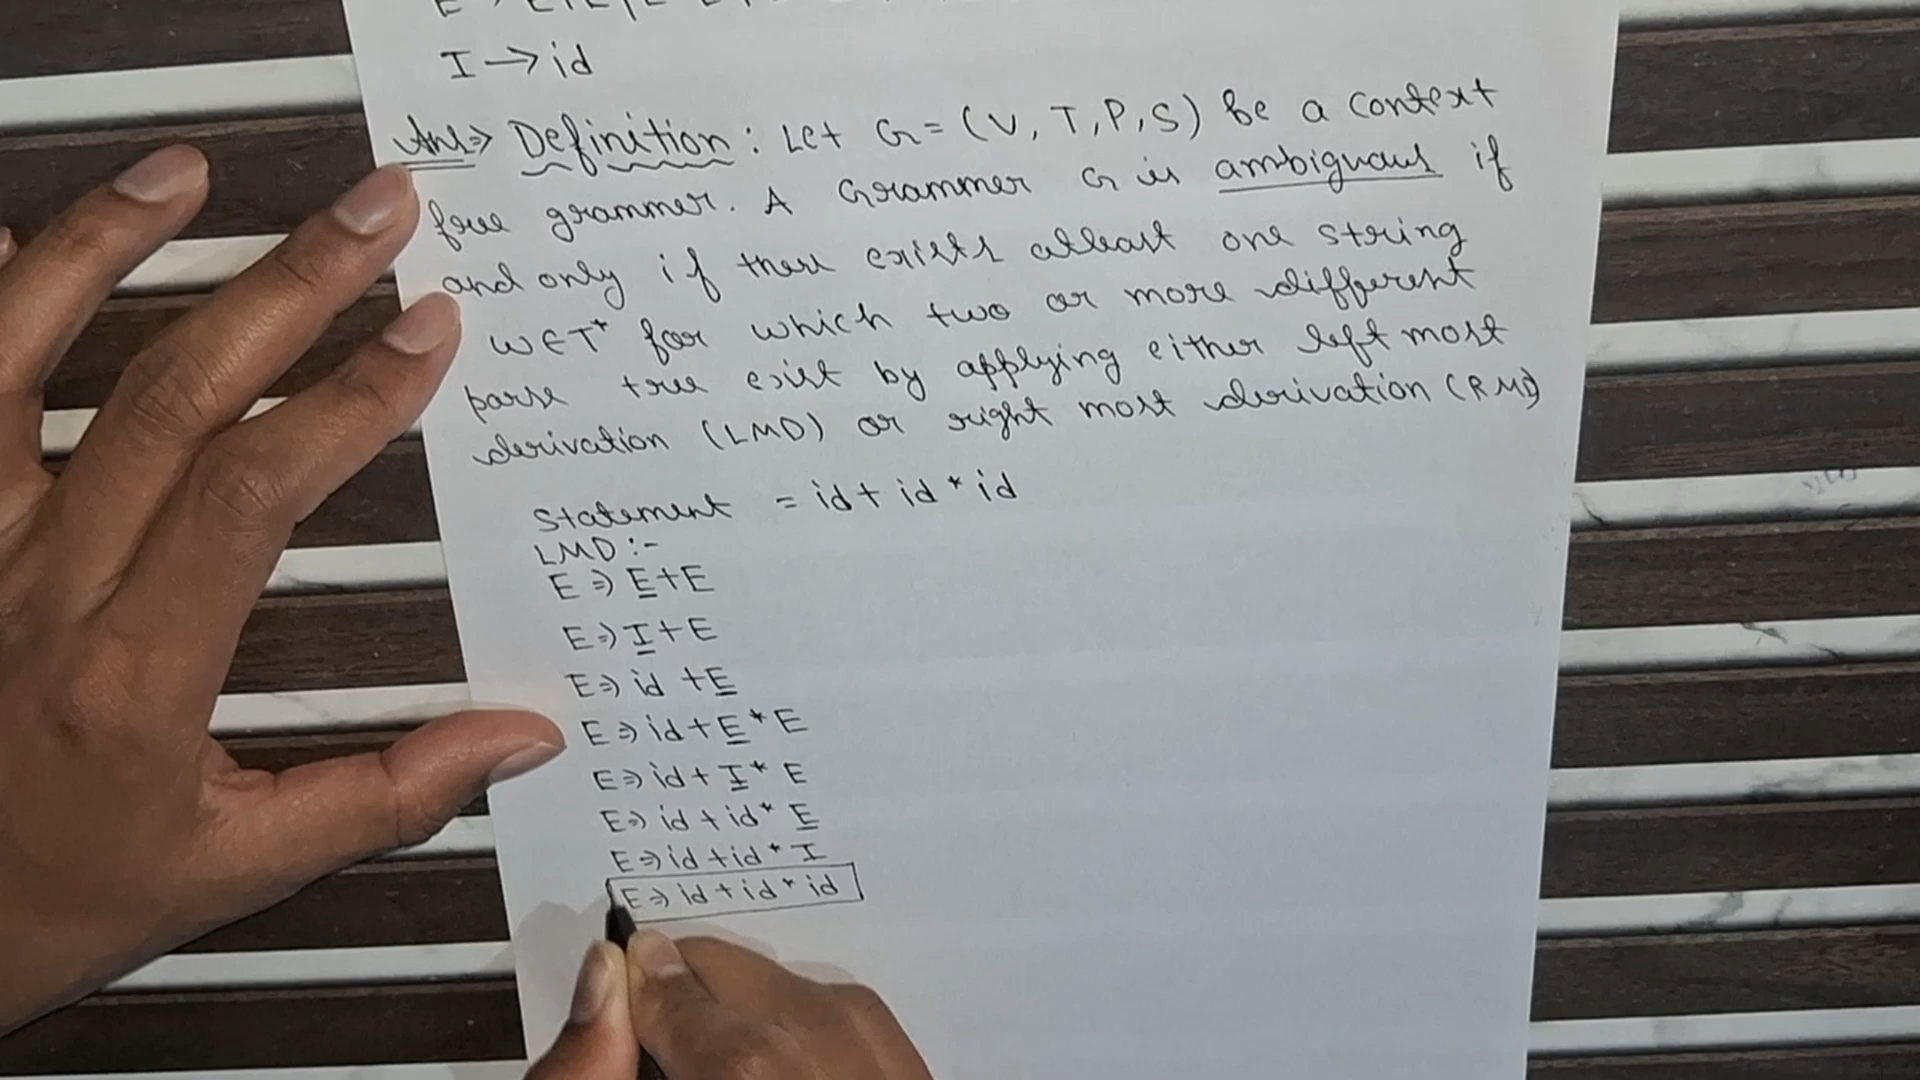 I → id
Ans⇒ Definition : Let G = (V, T, P, S) be a context
free grammer. A Grammer G is ambiguous if
and only if there exists atleast one string
w∈T* for which two or more different
parse tree exist by applying either left most
derivation (LMD) or right most derivation (RMD)
Statement = id + id * id
LMD :-
E ⇒ E+E
E ⇒ I+E
E ⇒ id +E
E ⇒ id+E*E
E ⇒ id+ I* E
E ⇒ id + id* E
E ⇒ id +id * I
E ⇒ id + id * id